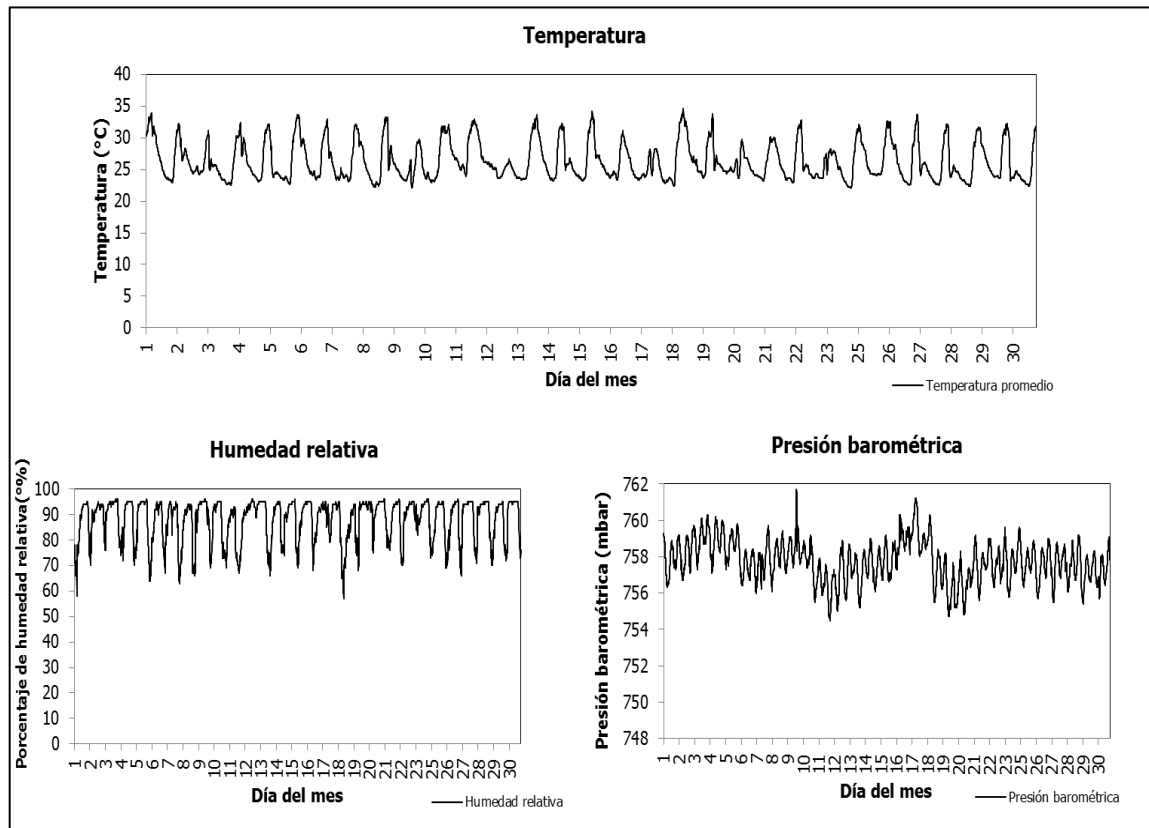 Temperatura
Temperatura (°C)
40
35
30
25
20
15
10
5
0
1 2 3 4 5 6 7 8 9 10 11 12 13 14 15 16 17 18 19 20 21 22 23 24 25 26 27 28 29 30
Día del mes
Temperatura promedio
Humedad relativa
Porcentaje de humedad relativa(°%)
100
90
80
70
60
50
40
30
20
10
0
1 2 3 4 5 6 7 8 9 10 11 12 13 14 15 16 17 18 19 20 21 22 23 24 25 26 27 28 29 30
Día del mes
Humedad relativa
Presión barométrica
Presión barométrica (mbar)
762
760
758
756
754
752
750
748
1 2 3 4 5 6 7 8 9 10 11 12 13 14 15 16 17 18 19 20 21 22 23 24 25 26 27 28 29 30
Día del mes
Presión barométrica